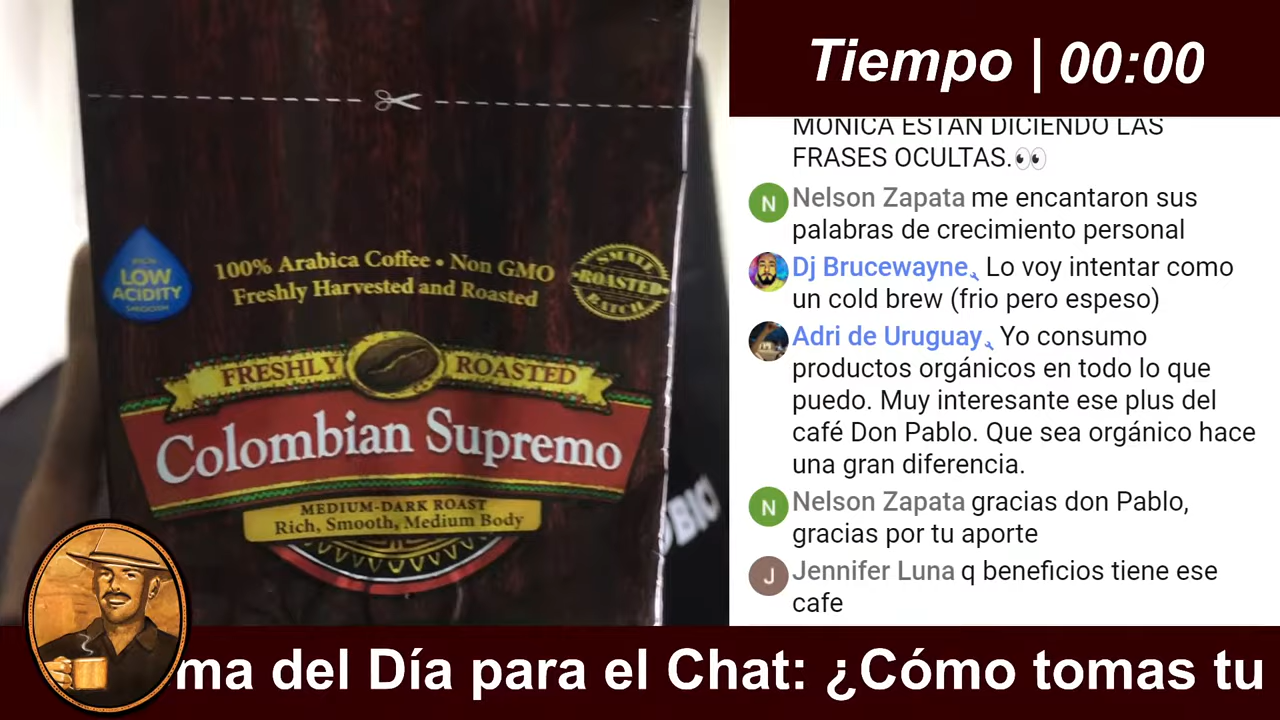 Tiempo | 00:00
MONICA ESTAN DICIENDO LAS
FRASES OCULTAS.👀
N Nelson Zapata me encantaron sus
palabras de crecimiento personal
Dj Brucewayne Lo voy intentar como
un cold brew (frio pero espeso)
Adri de Uruguay Yo consumo
productos orgánicos en todo lo que
puedo. Muy interesante ese plus del
café Don Pablo. Que sea orgánico hace
una gran diferencia.
N Nelson Zapata gracias don Pablo,
gracias por tu aporte
J Jennifer Luna q beneficios tiene ese
cafe
LOW
ACIDITY
SMOOTH
100% Arabica Coffee • Non GMO
Freshly Harvested and Roasted
SMALL
ROASTED
BATCH
FRESHLY ROASTED
Colombian Supremo
MEDIUM-DARK ROAST
Rich, Smooth, Medium Body
ma del Día para el Chat: ¿Cómo tomas tu